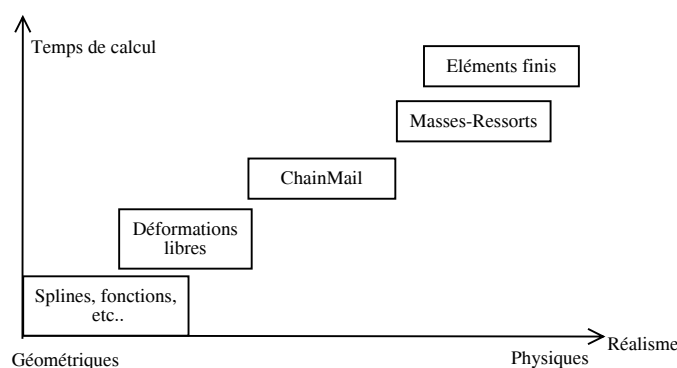 Temps de calcul
Eléments finis
Masses-Ressorts
ChainMail
Déformations
libres
Splines, fonctions,
etc..
Réalisme
Géométriques
Physiques